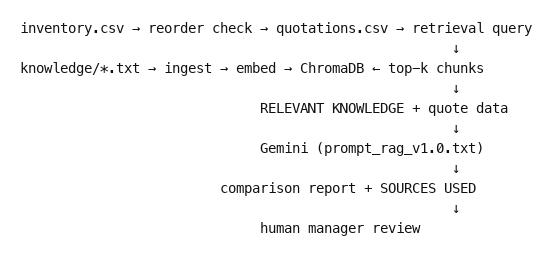 inventory.csv → reorder check → quotations.csv → retrieval query
↓
knowledge/*.txt → ingest → embed → ChromaDB ← top-k chunks
↓
RELEVANT KNOWLEDGE + quote data
↓
Gemini (prompt_rag_v1.0.txt)
↓
comparison report + SOURCES USED
↓
human manager review